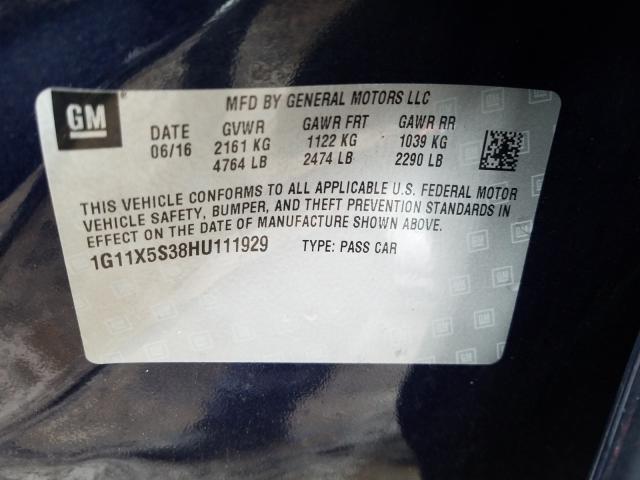 GM
MFD BY GENERAL MOTORS LLC
DATE GVWR GAWR FRT GAWR RR
06/16 2161 KG 1122 KG 1039 KG
4764 LB 2474 LB 2290 LB
THIS VEHICLE CONFORMS TO ALL APPLICABLE U.S. FEDERAL MOTOR
VEHICLE SAFETY, BUMPER, AND THEFT PREVENTION STANDARDS IN
EFFECT ON THE DATE OF MANUFACTURE SHOWN ABOVE.
1G11X5S38HU111929 TYPE: PASS CAR